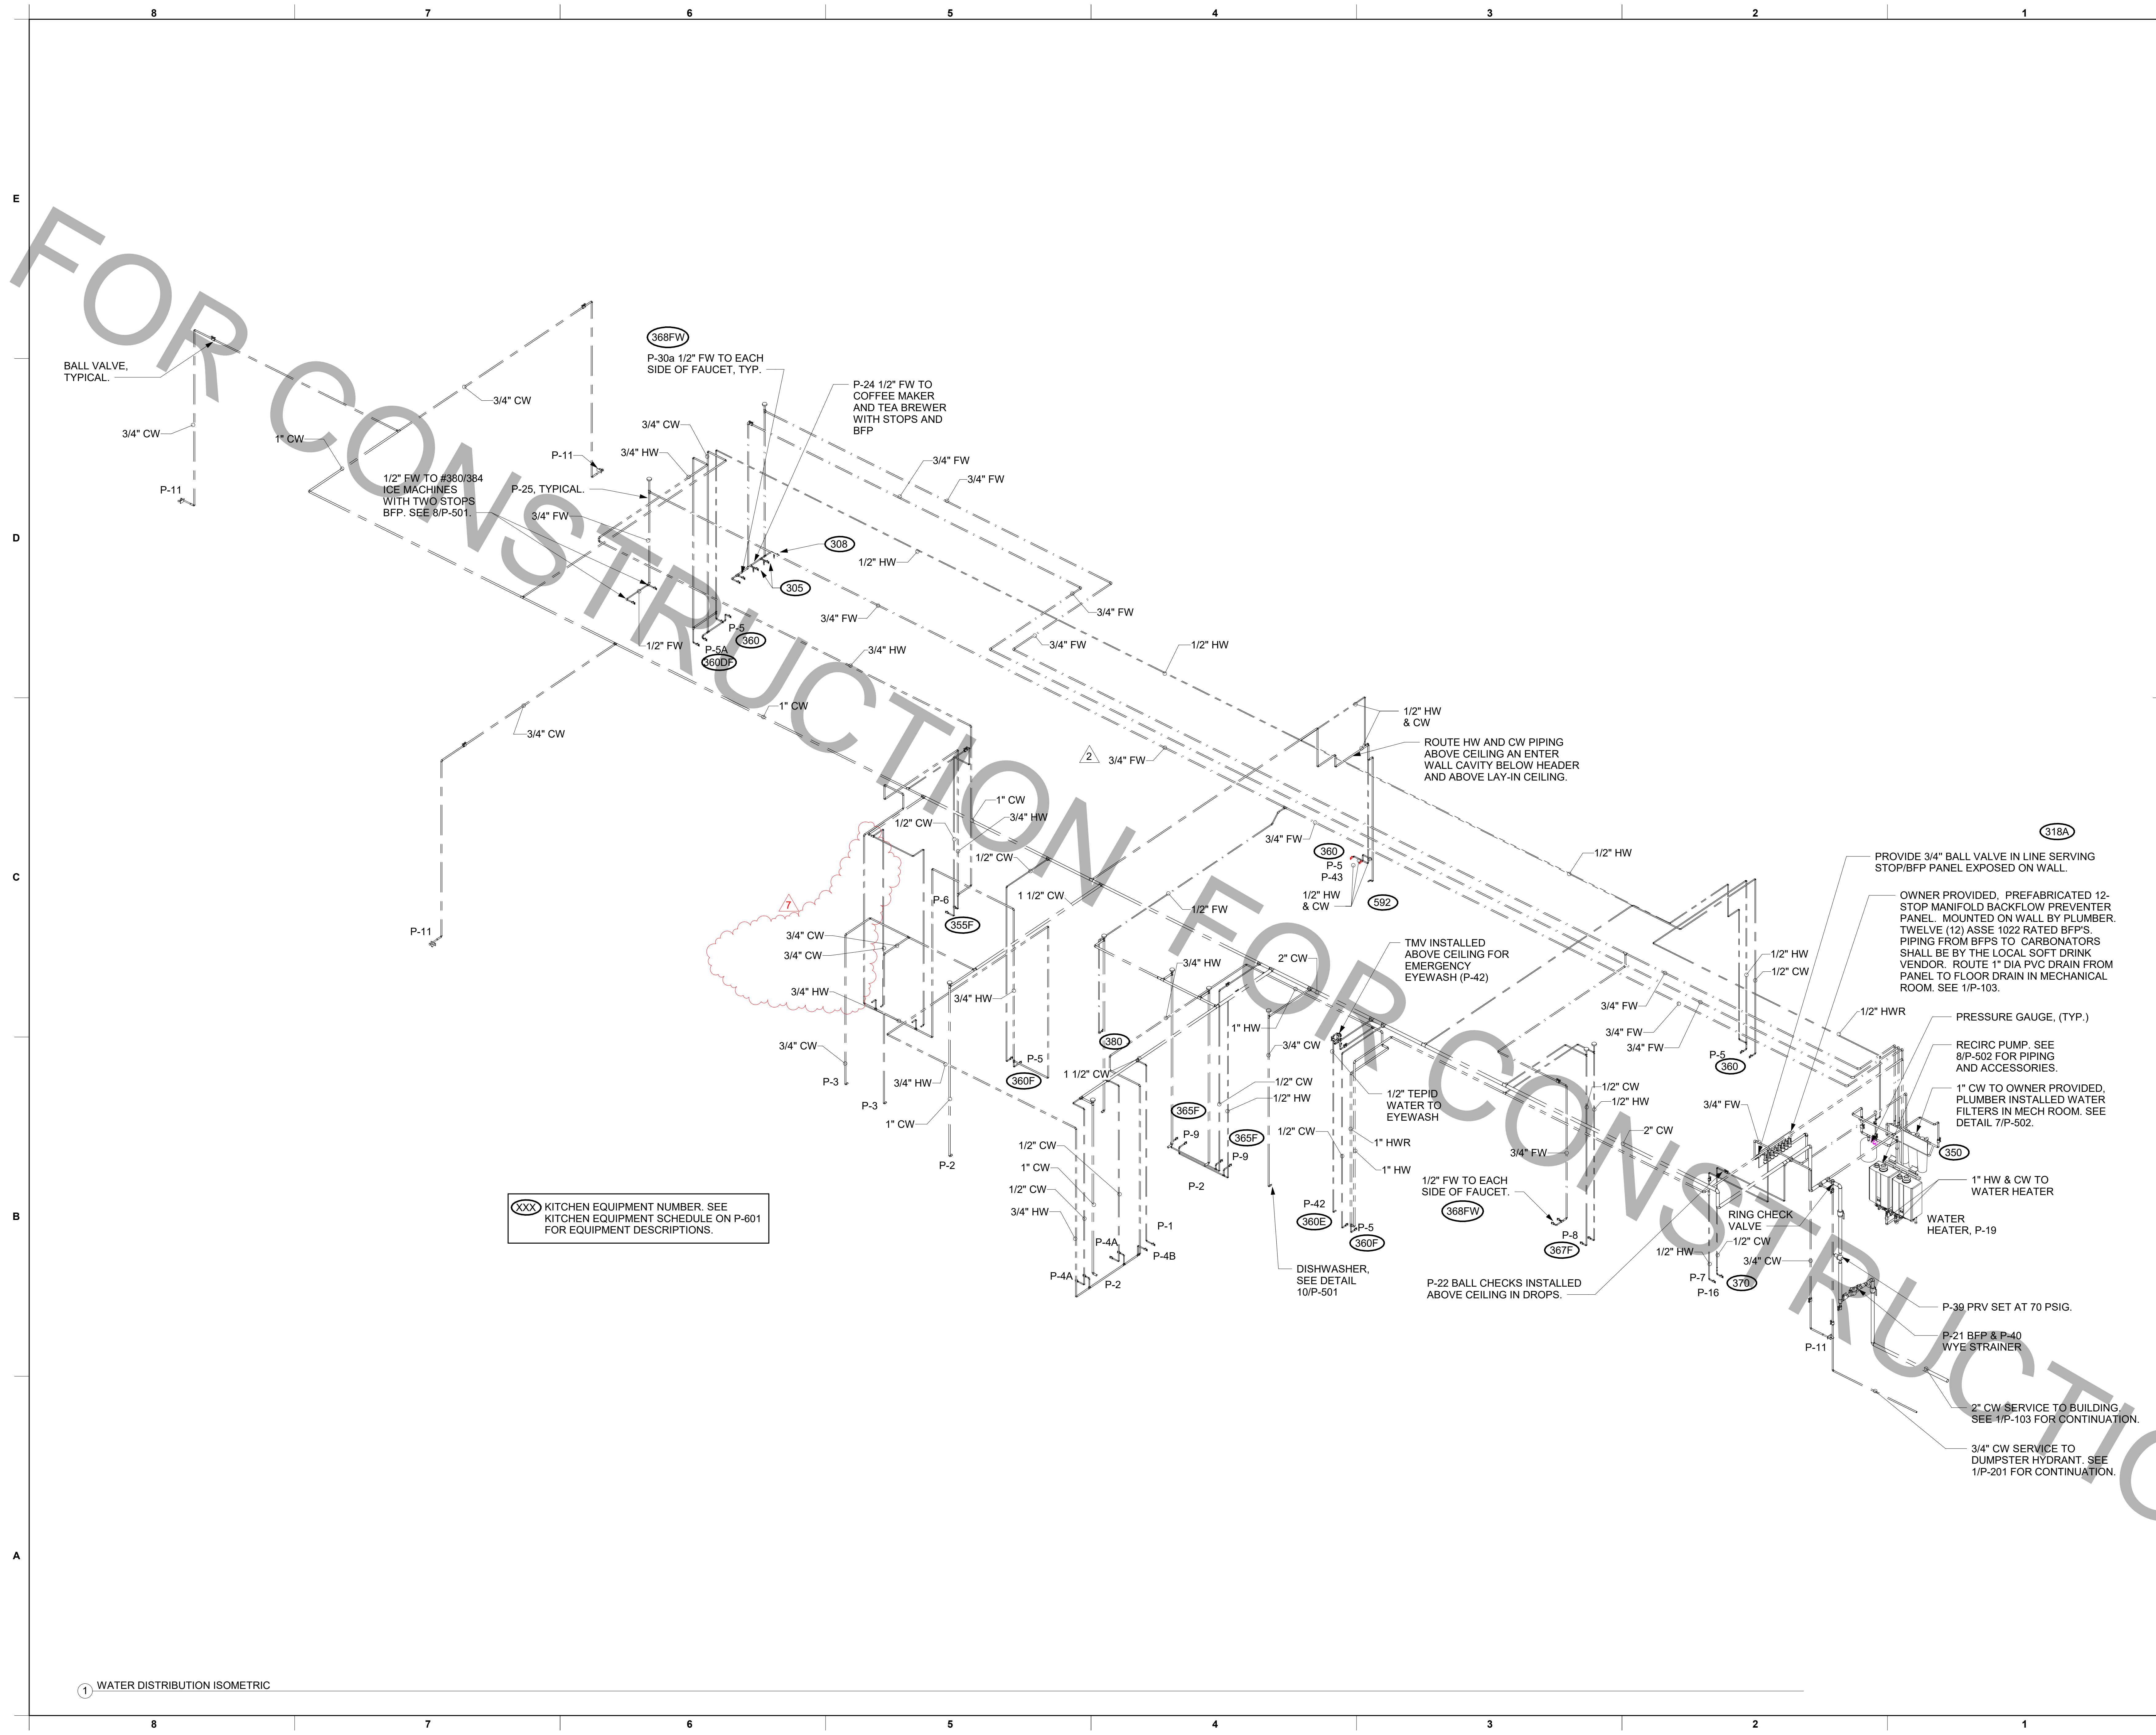 8 7 6 5 4 3 2 1
E
D
C
B
A
FOR CONSTRUCTION FOR CONSTRUCTIO
368FW
P-30a 1/2" FW TO EACH
SIDE OF FAUCET, TYP.
BALL VALVE,
TYPICAL.
P-24 1/2" FW TO
COFFEE MAKER
AND TEA BREWER
WITH STOPS AND
BFP
3/4" CW
3/4" CW
1" CW
3/4" CW
3/4" HW
P-11
P-11
3/4" FW
3/4" FW
1/2" FW TO #380/384
ICE MACHINES
WITH TWO STOPS
BFP. SEE 8/P-501.
P-25, TYPICAL.
3/4" FW
308
305
1/2" HW
3/4" FW
3/4" FW
3/4" FW
P-5
360
P-5A
360DF
1/2" FW
3/4" HW
1/2" HW
1" CW
3/4" CW
2
3/4" FW
1/2" HW
& CW
ROUTE HW AND CW PIPING
ABOVE CEILING AN ENTER
WALL CAVITY BELOW HEADER
AND ABOVE LAY-IN CEILING.
1" CW
3/4" HW
1/2" CW
1/2" CW
1 1/2" CW
3/4" FW
360
P-5
P-43
1/2" HW
& CW
592
1/2" HW
318A
PROVIDE 3/4" BALL VALVE IN LINE SERVING
STOP/BFP PANEL EXPOSED ON WALL.
OWNER PROVIDED, PREFABRICATED 12-
STOP MANIFOLD BACKFLOW PREVENTER
PANEL. MOUNTED ON WALL BY PLUMBER.
TWELVE (12) ASSE 1022 RATED BFP'S.
PIPING FROM BFPS TO CARBONATORS
SHALL BE BY THE LOCAL SOFT DRINK
VENDOR. ROUTE 1" DIA PVC DRAIN FROM
PANEL TO FLOOR DRAIN IN MECHANICAL
ROOM. SEE 1/P-103.
7
P-6
355F
P-11
3/4" CW
3/4" CW
3/4" HW
3/4" HW
1/2" FW
3/4" HW
2" CW
TMV INSTALLED
ABOVE CEILING FOR
EMERGENCY
EYEWASH (P-42)
1/2" HW
1/2" CW
3/4" FW
3/4" FW
3/4" FW
1/2" HWR
PRESSURE GAUGE, (TYP.)
RECIRC PUMP. SEE
8/P-502 FOR PIPING
AND ACCESSORIES.
1" CW TO OWNER PROVIDED,
PLUMBER INSTALLED WATER
FILTERS IN MECH ROOM. SEE
DETAIL 7/P-502.
P-5
360
3/4" FW
350
1" HW & CW TO
WATER HEATER
WATER
HEATER, P-19
RING CHECK
VALVE
3/4" CW
P-3
P-3
3/4" HW
1" CW
P-2
P-5
360F
380
1 1/2" CW
1" HW
3/4" CW
1/2" CW
1/2" HW
365F
P-9
365F
P-9
P-2
1/2" CW
1/2" TEPID
WATER TO
EYEWASH
1" HWR
1" HW
P-42
360E
P-5
360F
1/2" CW
1" CW
1/2" CW
3/4" HW
P-1
P-4A
P-4B
P-4A
P-2
DISHWASHER,
SEE DETAIL
10/P-501
1/2" CW
1/2" HW
2" CW
3/4" FW
1/2" FW TO EACH
SIDE OF FAUCET.
368FW
P-8
367F
P-22 BALL CHECKS INSTALLED
ABOVE CEILING IN DROPS.
1/2" HW
1/2" CW
3/4" CW
P-7
370
P-16
P-11
P-39 PRV SET AT 70 PSIG.
P-21 BFP & P-40
WYE STRAINER
2" CW SERVICE TO BUILDING.
SEE 1/P-103 FOR CONTINUATION.
3/4" CW SERVICE TO
DUMPSTER HYDRANT. SEE
1/P-201 FOR CONTINUATION.
XXX KITCHEN EQUIPMENT NUMBER. SEE
KITCHEN EQUIPMENT SCHEDULE ON P-601
FOR EQUIPMENT DESCRIPTIONS.
1 WATER DISTRIBUTION ISOMETRIC
8 7 6 5 4 3 2 1